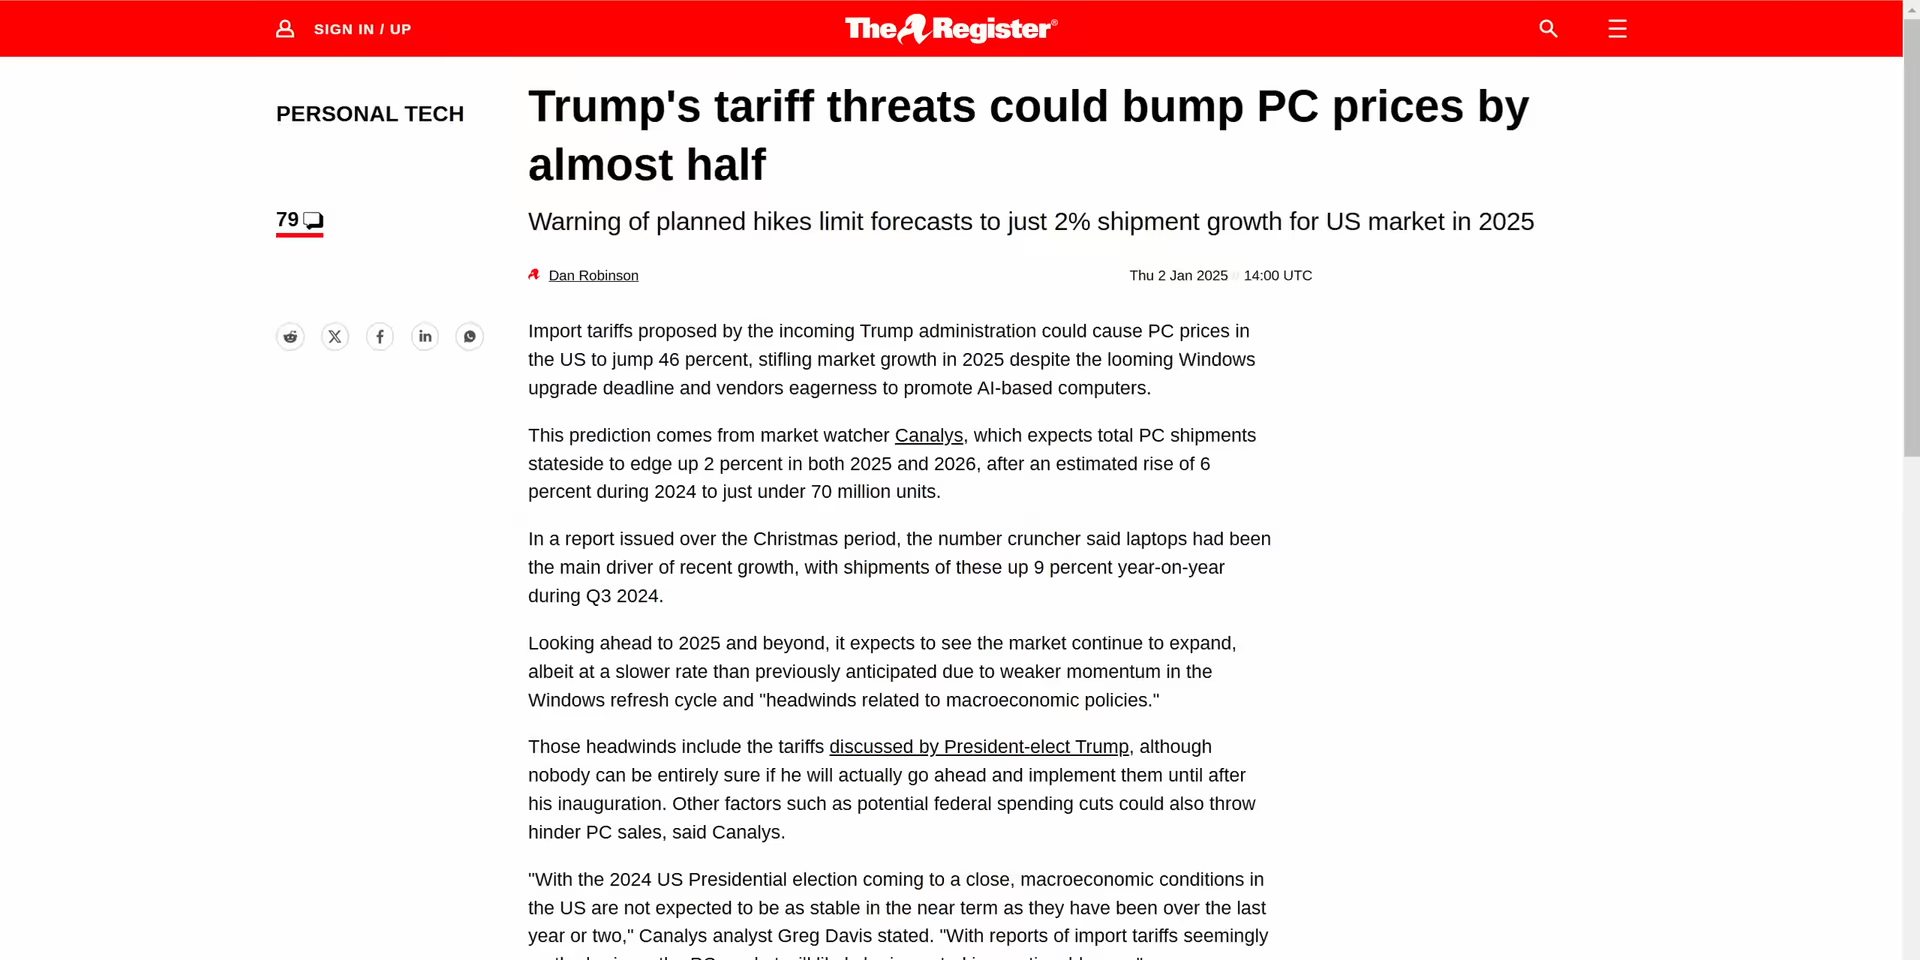 SIGN IN / UP
The Register®
PERSONAL TECH
Trump's tariff threats could bump PC prices by
almost half
79
Warning of planned hikes limit forecasts to just 2% shipment growth for US market in 2025
Dan Robinson
Thu 2 Jan 2025 // 14:00 UTC
Import tariffs proposed by the incoming Trump administration could cause PC prices in
the US to jump 46 percent, stifling market growth in 2025 despite the looming Windows
upgrade deadline and vendors eagerness to promote AI-based computers.
This prediction comes from market watcher Canalys, which expects total PC shipments
stateside to edge up 2 percent in both 2025 and 2026, after an estimated rise of 6
percent during 2024 to just under 70 million units.
In a report issued over the Christmas period, the number cruncher said laptops had been
the main driver of recent growth, with shipments of these up 9 percent year-on-year
during Q3 2024.
Looking ahead to 2025 and beyond, it expects to see the market continue to expand,
albeit at a slower rate than previously anticipated due to weaker momentum in the
Windows refresh cycle and "headwinds related to macroeconomic policies."
Those headwinds include the tariffs discussed by President-elect Trump, although
nobody can be entirely sure if he will actually go ahead and implement them until after
his inauguration. Other factors such as potential federal spending cuts could also throw
hinder PC sales, said Canalys.
"With the 2024 US Presidential election coming to a close, macroeconomic conditions in
the US are not expected to be as stable in the near term as they have been over the last
year or two," Canalys analyst Greg Davis stated. "With reports of import tariffs seemingly